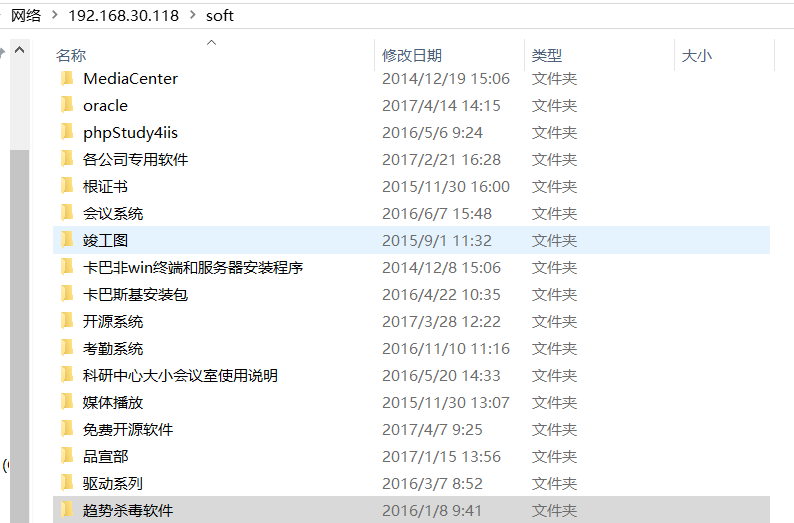 网络 > 192.168.30.118 > soft
名称 修改日期 类型 大小
MediaCenter 2014/12/19 15:06 文件夹
oracle 2017/4/14 14:15 文件夹
phpStudy4iis 2016/5/6 9:24 文件夹
各公司专用软件 2017/2/21 16:28 文件夹
根证书 2015/11/30 16:00 文件夹
会议系统 2016/6/7 15:48 文件夹
竣工图 2015/9/1 11:32 文件夹
卡巴非win终端和服务器安装程序 2014/12/8 15:06 文件夹
卡巴斯基安装包 2016/4/22 10:35 文件夹
开源系统 2017/3/28 12:22 文件夹
考勤系统 2016/11/10 11:16 文件夹
科研中心大小会议室使用说明 2016/5/20 14:33 文件夹
媒体播放 2015/11/30 13:07 文件夹
免费开源软件 2017/4/7 9:25 文件夹
品宣部 2017/1/15 13:56 文件夹
驱动系列 2016/3/7 8:52 文件夹
趋势杀毒软件 2016/1/8 9:41 文件夹